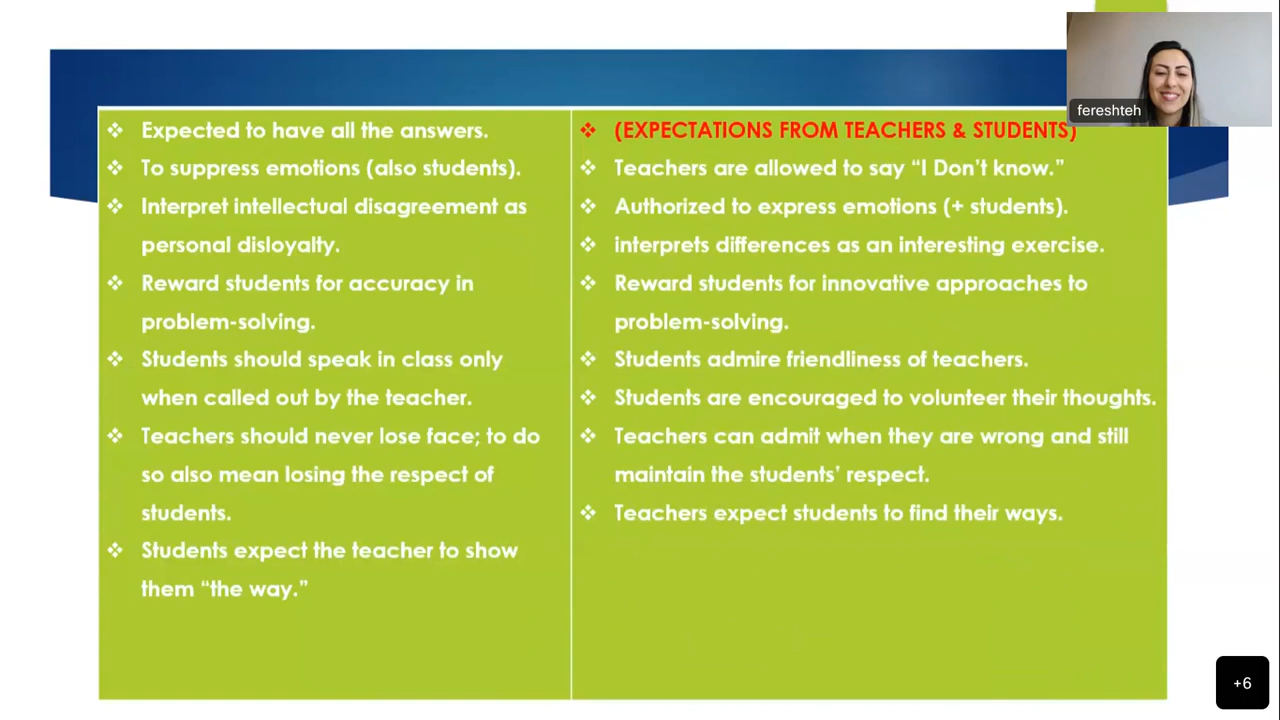 ❖ Expected to have all the answers.
❖ To suppress emotions (also students).
❖ Interpret intellectual disagreement as
personal disloyalty.
❖ Reward students for accuracy in
problem-solving.
❖ Students should speak in class only
when called out by the teacher.
❖ Teachers should never lose face; to do
so also mean losing the respect of
students.
❖ Students expect the teacher to show
them “the way.”
❖ (EXPECTATIONS FROM TEACHERS & STUDENTS)
❖ Teachers are allowed to say “I Don’t know.”
❖ Authorized to express emotions (+ students).
❖ interprets differences as an interesting exercise.
❖ Reward students for innovative approaches to
problem-solving.
❖ Students admire friendliness of teachers.
❖ Students are encouraged to volunteer their thoughts.
❖ Teachers can admit when they are wrong and still
maintain the students’ respect.
❖ Teachers expect students to find their ways.
fereshteh
+6